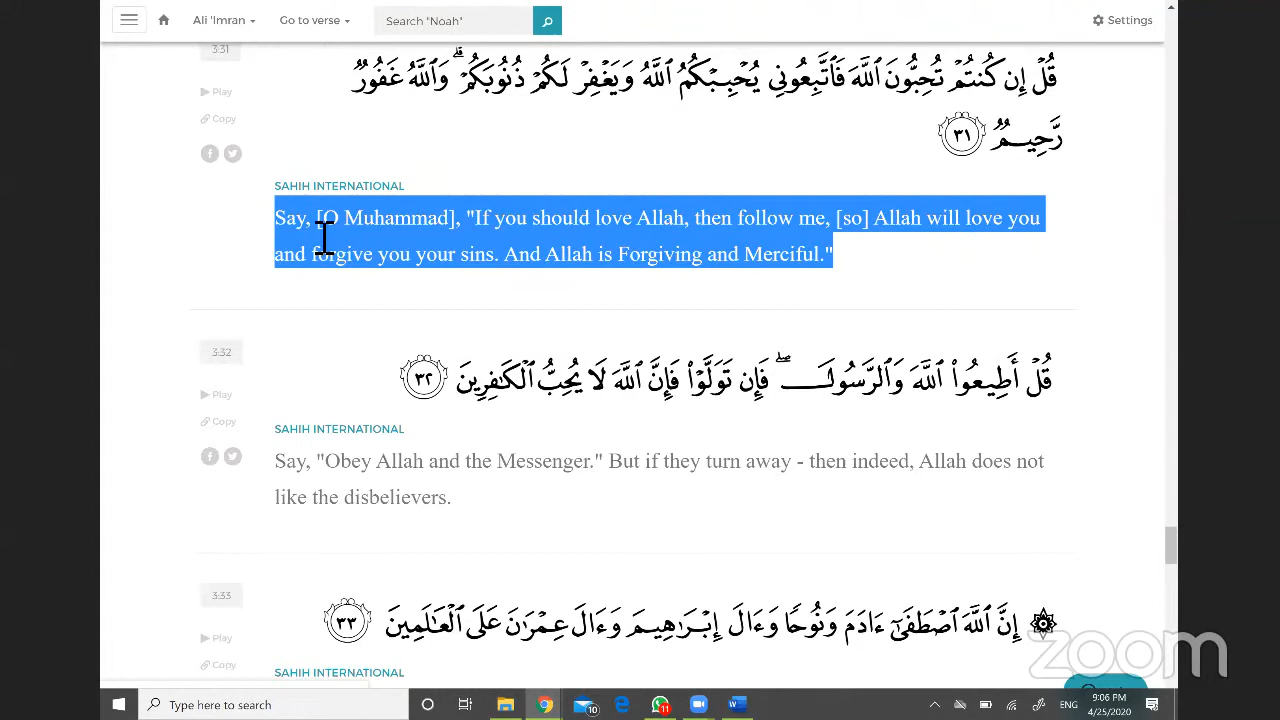 Ali 'Imran
Go to verse
Search "Noah"
Settings
3:31
قُلْ إِن كُنتُمْ تُحِبُّونَ ٱللَّهَ فَٱتَّبِعُونِى يُحْبِبْكُمُ ٱللَّهُ وَيَغْفِرْ لَكُمْ ذُنُوبَكُمْ ۗ وَٱللَّهُ غَفُورٌ
رَّحِيمٌ ٣١
Play
Copy
SAHIH INTERNATIONAL
Say, [O Muhammad], "If you should love Allah, then follow me, [so] Allah will love you
and forgive you your sins. And Allah is Forgiving and Merciful."
3:32
قُلْ أَطِيعُوا۟ ٱللَّهَ وَٱلرَّسُولَ ۖ فَإِن تَوَلَّوْا۟ فَإِنَّ ٱللَّهَ لَا يُحِبُّ ٱلْكَٰفِرِينَ ٣٢
Play
Copy
SAHIH INTERNATIONAL
Say, "Obey Allah and the Messenger." But if they turn away - then indeed, Allah does not
like the disbelievers.
3:33
۞ إِنَّ ٱللَّهَ ٱصْطَفَىٰٓ ءَادَمَ وَنُوحًا وَءَالَ إِبْرَٰهِيمَ وَءَالَ عِمْرَٰنَ عَلَى ٱلْعَٰلَمِينَ ٣٣
Play
Copy
SAHIH INTERNATIONAL
zoom
Type here to search
10
11
ENG
9:06 PM
4/25/2020